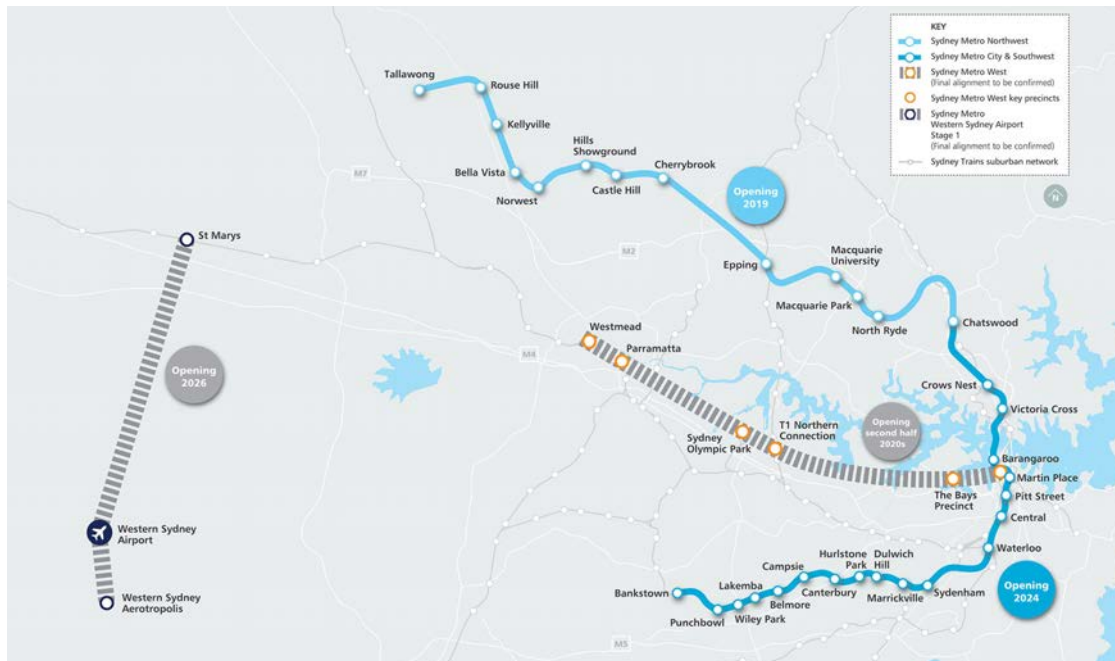 KEY
Sydney Metro Northwest
Sydney Metro City & Southwest
Sydney Metro West
(Final alignment to be confirmed)
Sydney Metro West key precincts
Sydney Metro
Western Sydney Airport
Stage 1
(Final alignment to be confirmed)
Sydney Trains suburban network
N
Tallawong
Rouse Hill
Kellyville
Bella Vista
Norwest
Hills
Showground
Castle Hill
Cherrybrook
Opening
2019
M7
M2
St Marys
Epping
Macquarie
University
Macquarie Park
North Ryde
Chatswood
Westmead
Parramatta
M4
Opening
2026
Crows Nest
Victoria Cross
Sydney
Olympic Park
T1 Northern
Connection
Opening
second half
2020s
Barangaroo
Martin Place
The Bays
Precinct
Pitt Street
Central
Waterloo
Western Sydney
Airport
Western Sydney
Aerotropolis
Bankstown
Punchbowl
Wiley Park
Lakemba
Belmore
Campsie
Canterbury
Hurlstone
Park
Dulwich
Hill
Marrickville
Sydenham
Opening
2024
M5